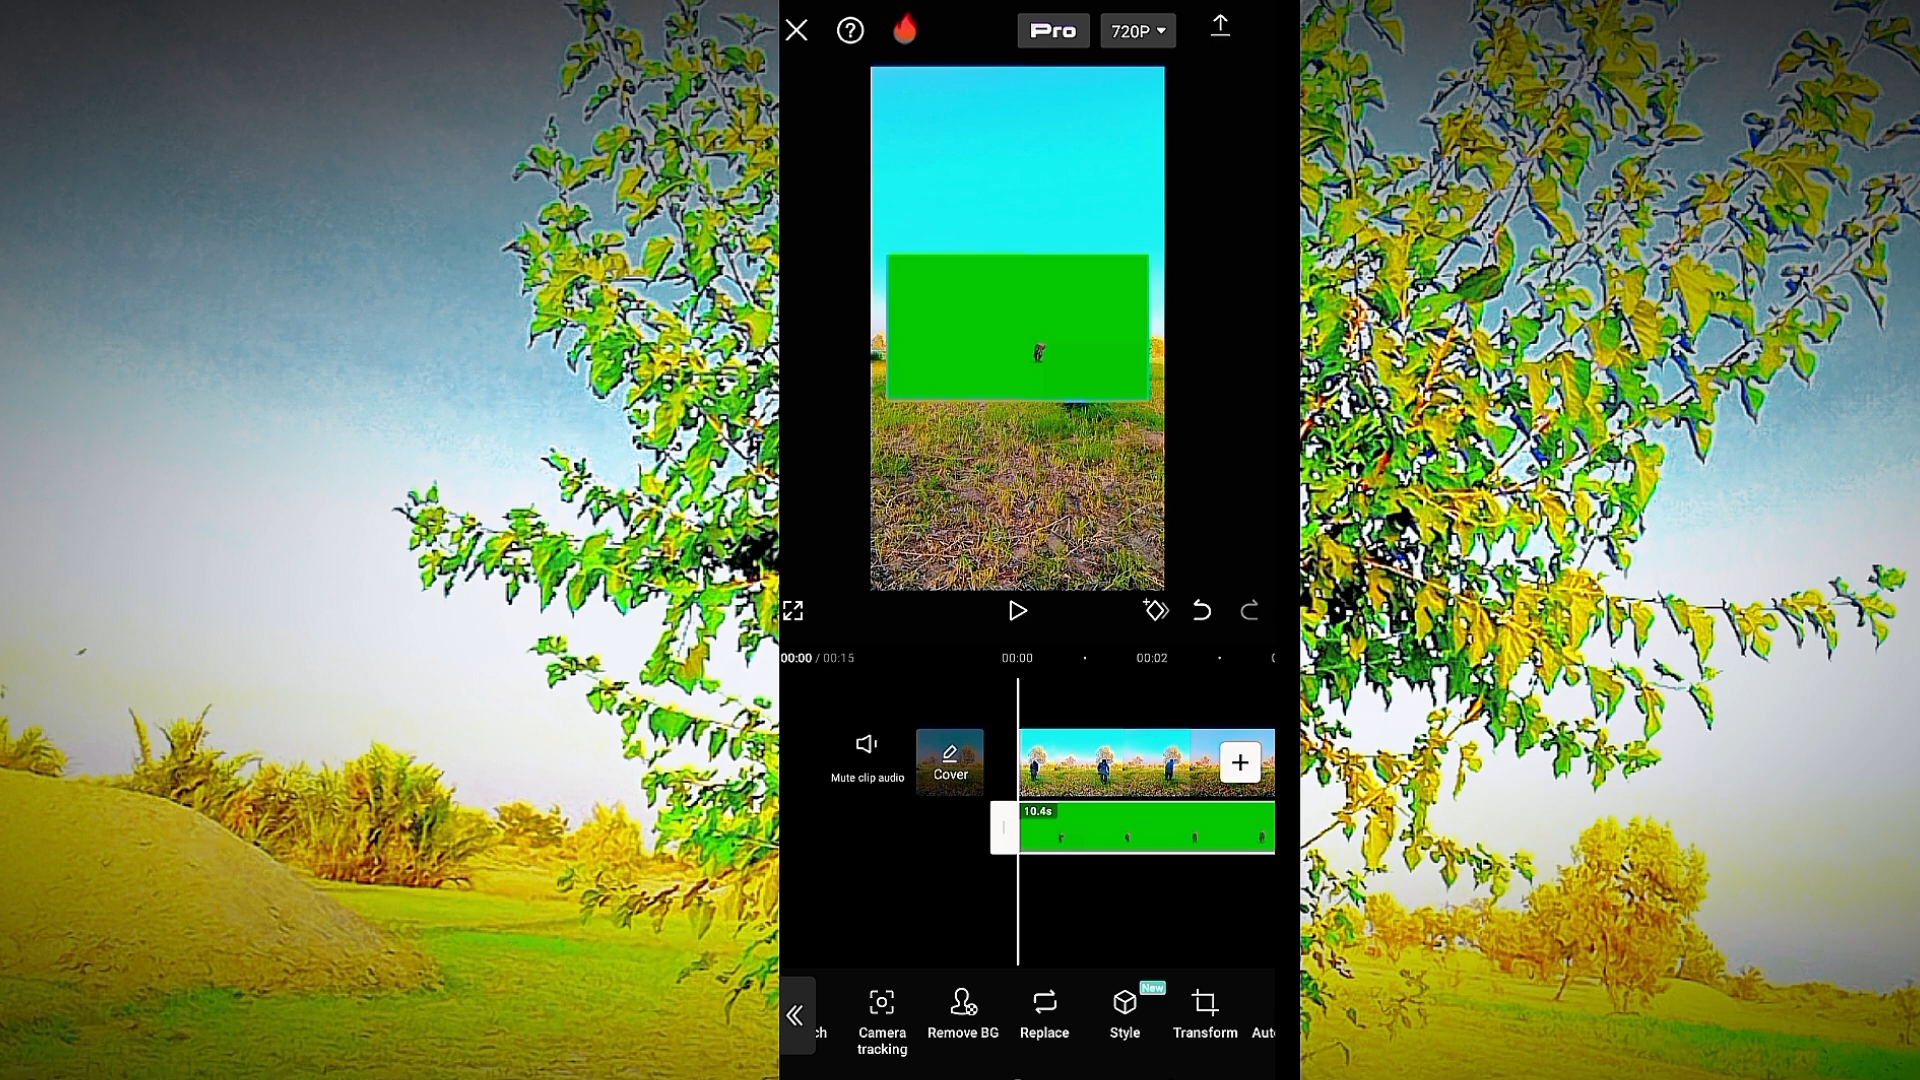 Pro
720P
00:00 / 00:15
00:00
00:02
Mute clip audio
Cover
10.4s
New
Camera
tracking
Remove BG
Replace
Style
Transform